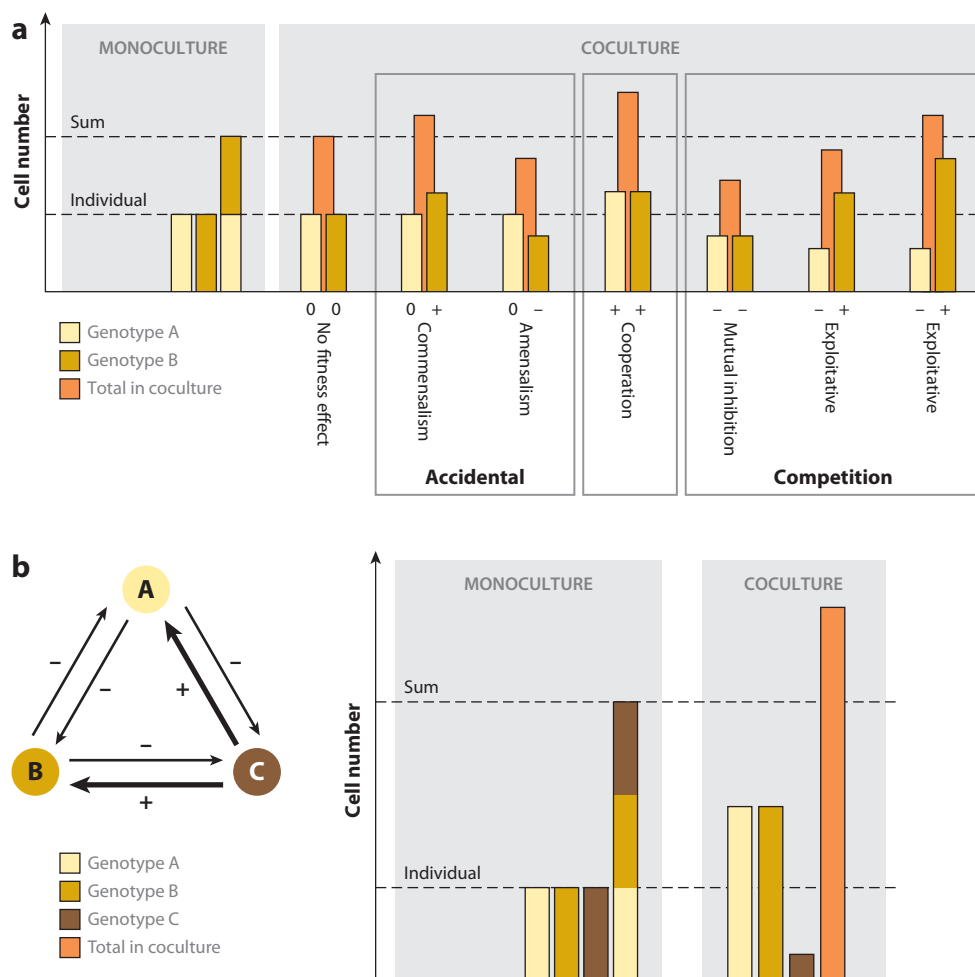 a
MONOCULTURE
COCULTURE
Cell number
Sum
Individual
0 0
No fitness effect
0 +
Commensalism
0 –
Amensalism
+ +
Cooperation
– –
Mutual inhibition
– +
Exploitative
– +
Exploitative
Genotype A
Genotype B
Total in coculture
Accidental
Competition
b
A
B
C
–
–
–
+
–
+
Genotype A
Genotype B
Genotype C
Total in coculture
MONOCULTURE
COCULTURE
Cell number
Sum
Individual